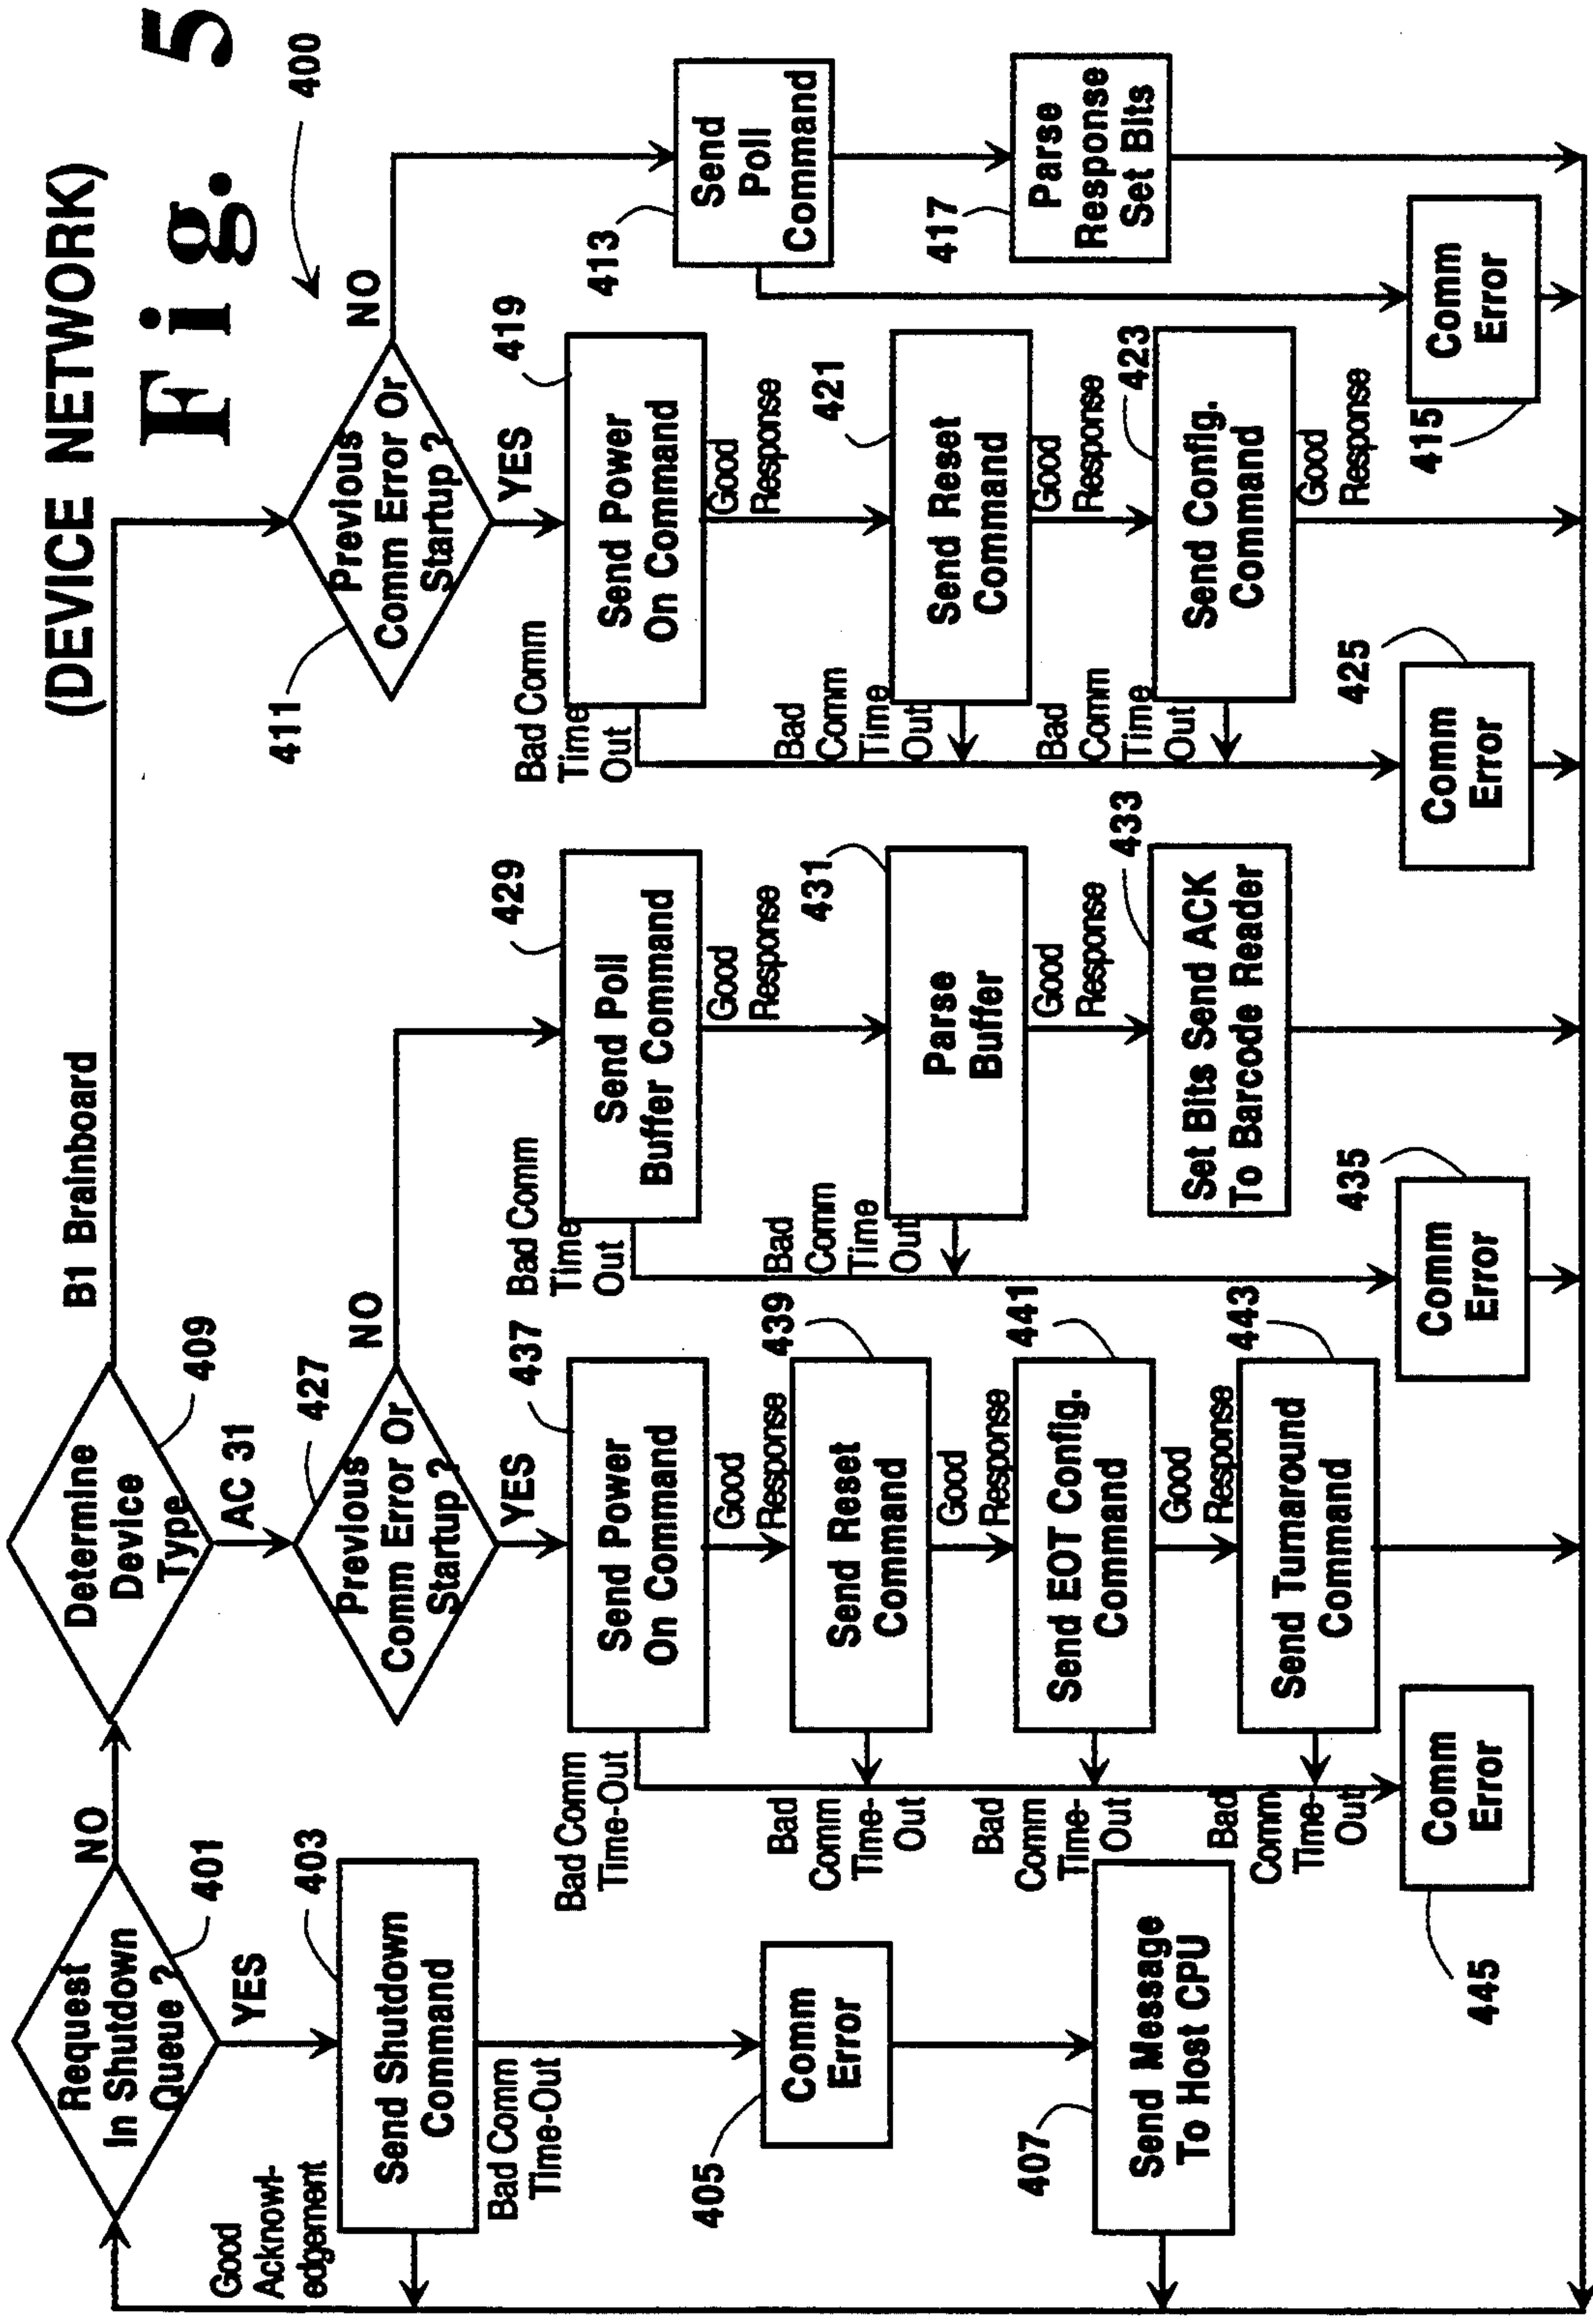 (DEVICE NETWORK)
Fig. 5
400
Request
In Shutdown
Queue ?
401
NO
YES
Good
Acknowl-
edgement
403
Send Shutdown
Command
Bad Comm
Time-Out
405
Comm
Error
407
Send Message
To Host CPU
Determine
Device
Type
409
B1 Brainboard
AC 31
427
Previous
Comm Error Or
Startup ?
NO
YES
437
Send Power
On Command
Bad Comm
Time-Out
Good
Response
439
Send Reset
Command
Bad
Comm
Time-
Out
Good
Response
441
Send EOT Config.
Command
Bad
Comm
Time-
Out
Good
Response
443
Send Turnaround
Command
Bad
Comm
Time-
Out
Comm
Error
445
429
Send Poll
Buffer Command
Bad Comm
Time
Out
Good
Response
431
Parse
Buffer
Bad
Comm
Time
Out
Good
Response
433
Set Bits Send ACK
To Barcode Reader
435
Comm
Error
411
Previous
Comm Error Or
Startup ?
NO
YES
419
Send Power
On Command
Bad Comm
Time
Out
Good
Response
421
Send Reset
Command
Bad
Comm
Time
Out
Good
Response
423
Send Config.
Command
Bad
Comm
Time
Out
Good
Response
425
Comm
Error
413
Send
Poll
Command
417
Parse
Response
Set Bits
415
Comm
Error